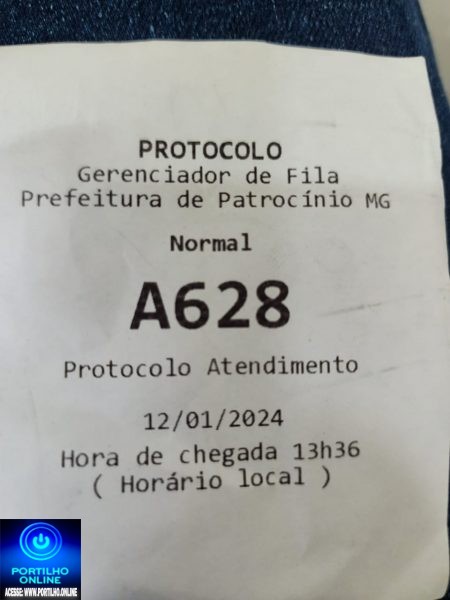 PROTOCOLO
Gerenciador de Fila
Prefeitura de Patrocínio MG
Normal
A628
Protocolo Atendimento
12/01/2024
Hora de chegada 13h36
( Horário local )
PORTILHO
ONLINE
ACESSE: WWW.PORTILHO.ONLINE